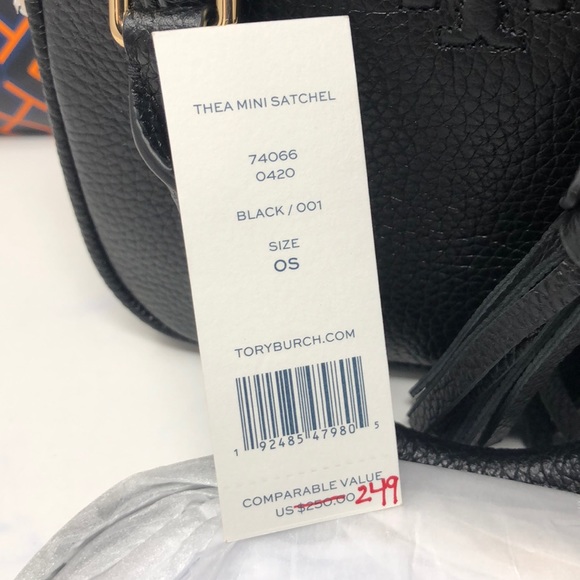 THEA MINI SATCHEL
74066
0420
BLACK / 001
SIZE
OS
TORYBURCH.COM
1 92485 47980 5
COMPARABLE VALUE
US $250.00 249